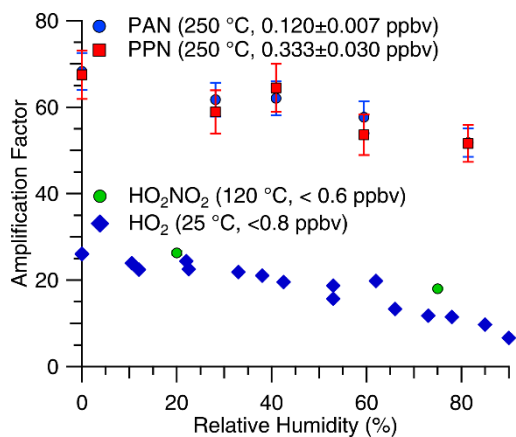 80
PAN (250 °C, 0.120±0.007 ppbv)
PPN (250 °C, 0.333±0.030 ppbv)
60
Amplification Factor
40
HO₂NO₂ (120 °C, < 0.6 ppbv)
HO₂ (25 °C, <0.8 ppbv)
20
0
0 20 40 60 80
Relative Humidity (%)